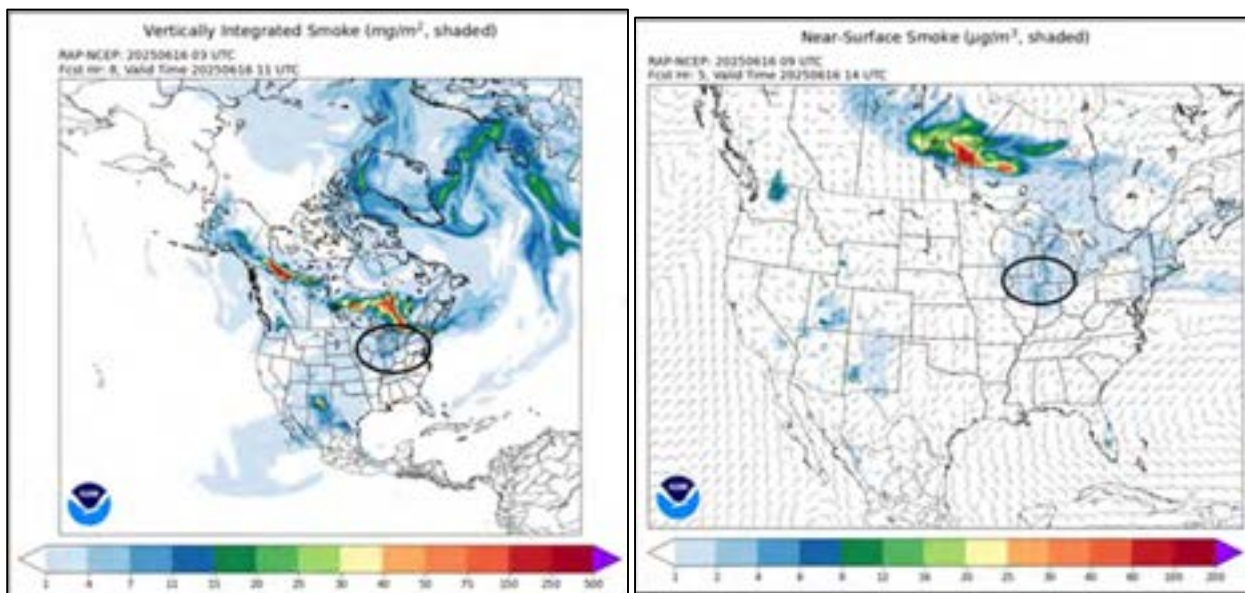 Vertically Integrated Smoke (mg/m², shaded)
RAP-NCEP: 20250616 03 UTC
Fcst Hr: 8, Valid Time 20250616 11 UTC
1 4 7 11 15 20 25 30 40 50 75 150 250 500
Near-Surface Smoke (µg/m³, shaded)
RAP-NCEP: 20250616 09 UTC
Fcst Hr: 5, Valid Time 20250616 14 UTC
1 2 4 6 8 12 16 20 25 30 40 60 100 200